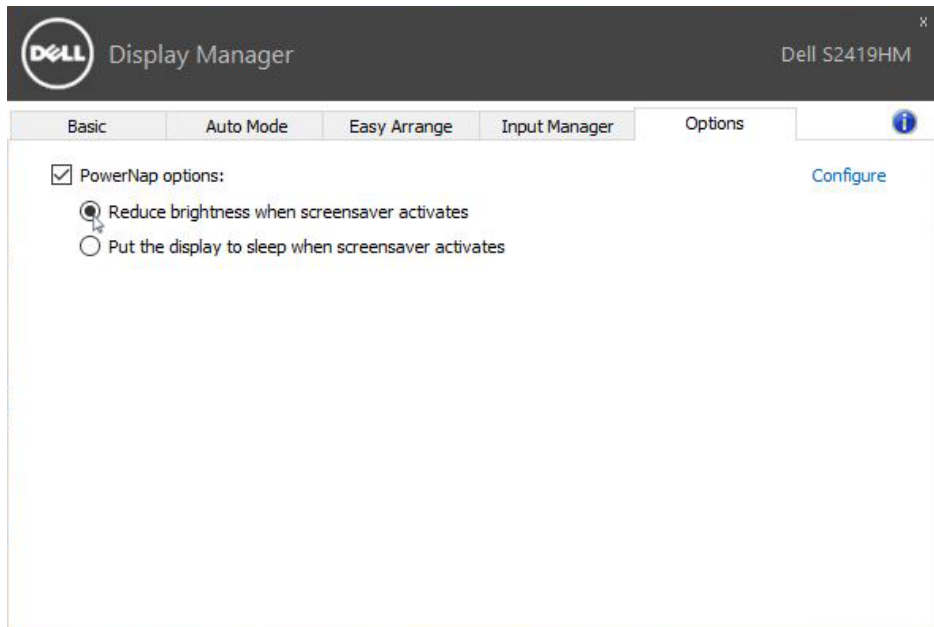 x
DELL Display Manager Dell S2419HM
Basic Auto Mode Easy Arrange Input Manager Options i
PowerNap options: Configure
Reduce brightness when screensaver activates
Put the display to sleep when screensaver activates